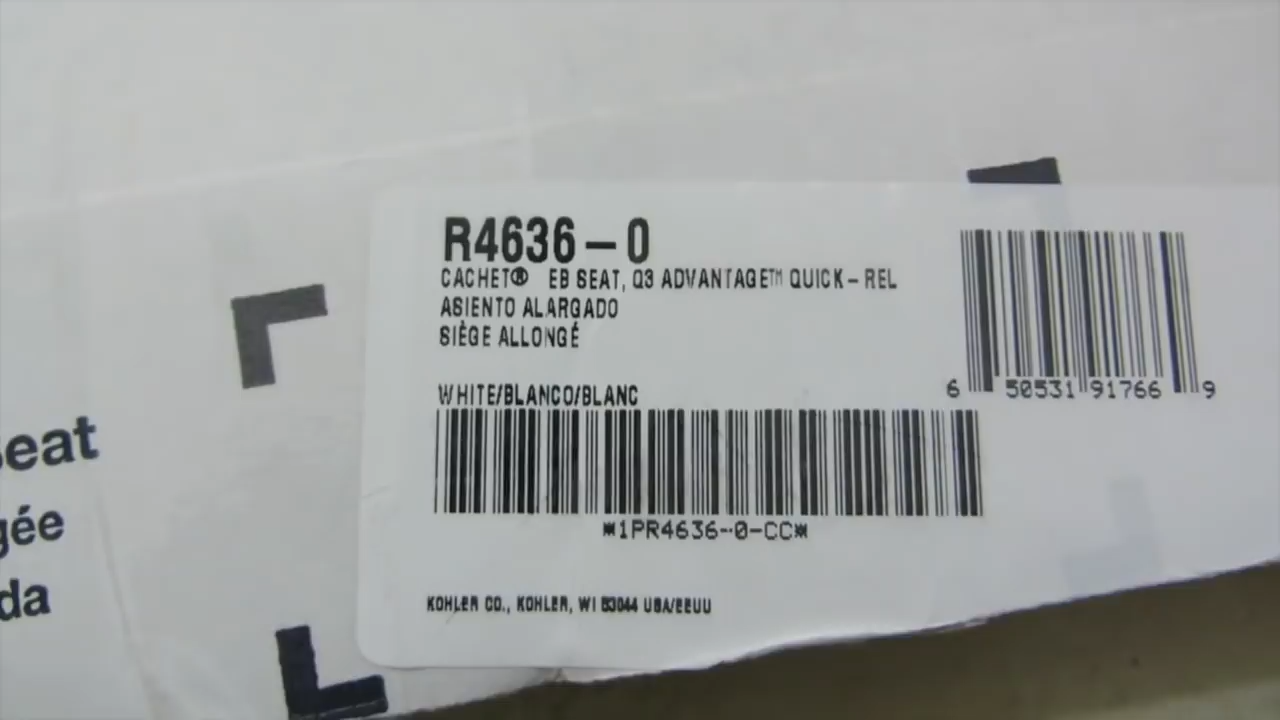 R4636-0
CACHET® EB SEAT, Q3 ADVANTAGE™ QUICK-REL
ASIENTO ALARGADO
SIÈGE ALLONGÉ
WHITE/BLANCO/BLANC
6 50531 91766 9
*1PR4636-0-CC*
KOHLER CO., KOHLER, WI 53044 USA/EEUU
eat
gée
da